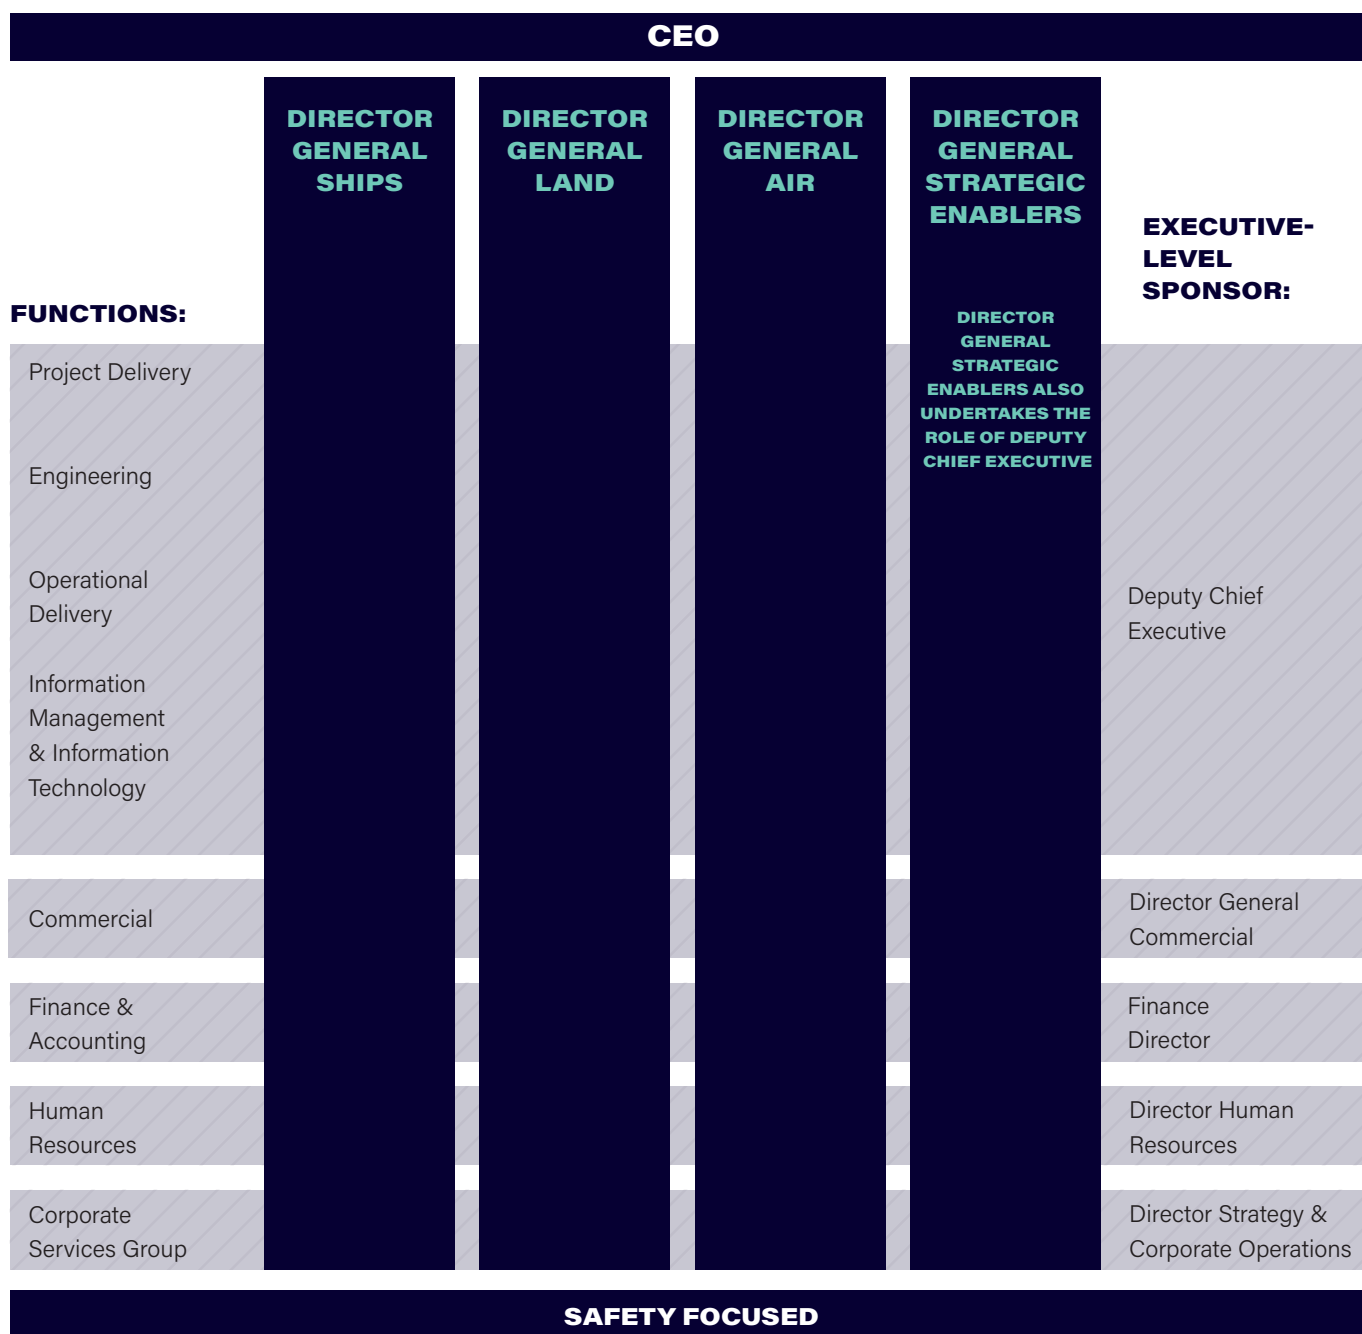 CEO
DIRECTOR
GENERAL
SHIPS
DIRECTOR
GENERAL
LAND
DIRECTOR
GENERAL
AIR
DIRECTOR
GENERAL
STRATEGIC
ENABLERS
DIRECTOR
GENERAL
STRATEGIC
ENABLERS ALSO
UNDERTAKES THE
ROLE OF DEPUTY
CHIEF EXECUTIVE
EXECUTIVE-
LEVEL
SPONSOR:
FUNCTIONS:
Project Delivery
Engineering
Operational
Delivery
Information
Management
& Information
Technology
Deputy Chief
Executive
Commercial
Director General
Commercial
Finance &
Accounting
Finance
Director
Human
Resources
Director Human
Resources
Corporate
Services Group
Director Strategy &
Corporate Operations
SAFETY FOCUSED